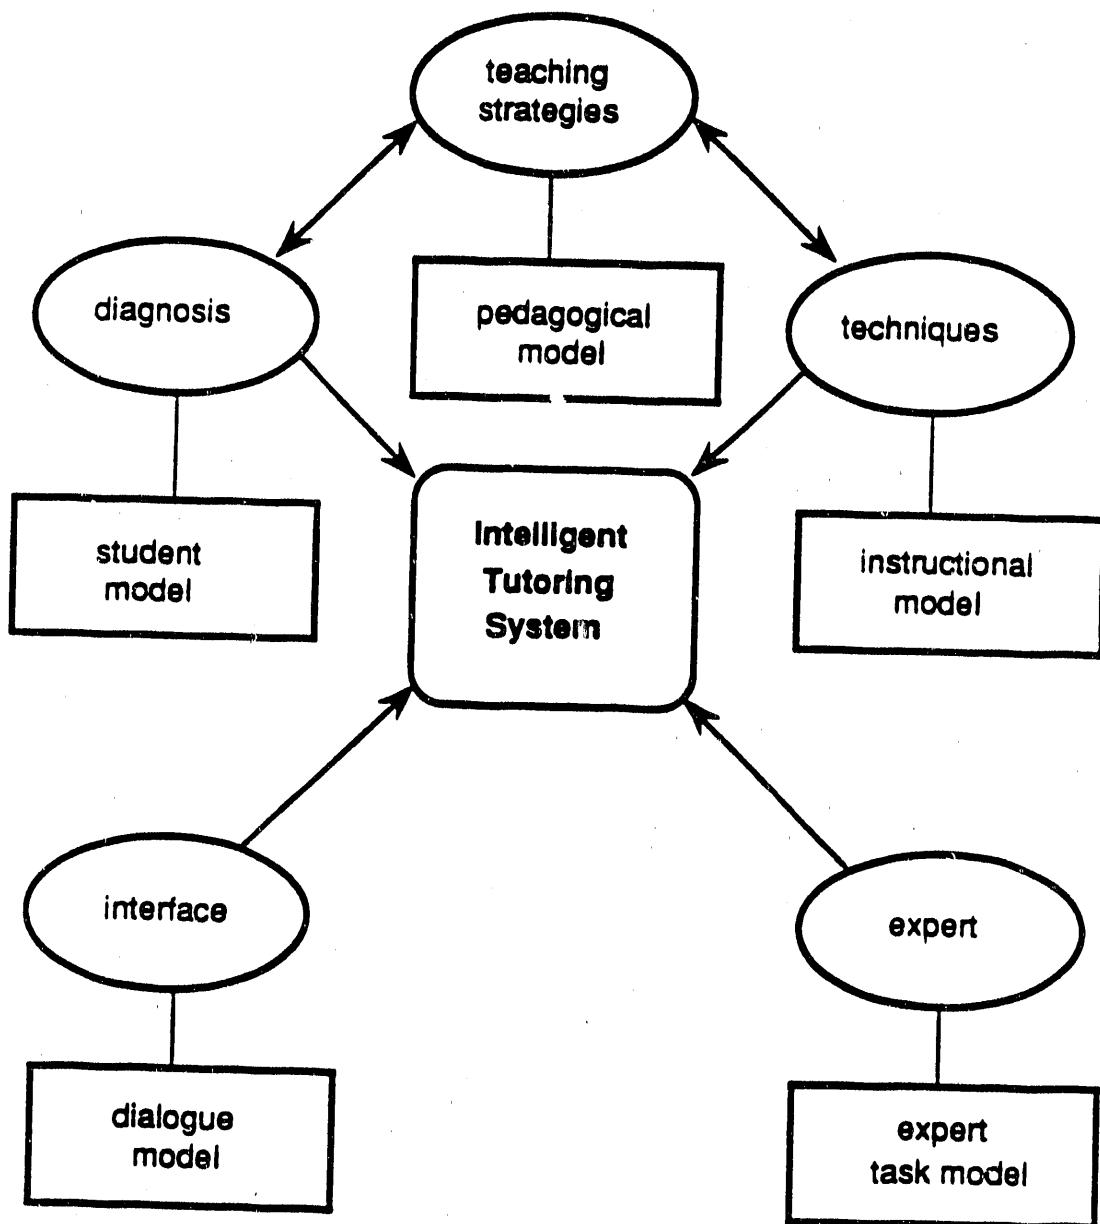 teaching
strategies
diagnosis
pedagogical
model
techniques
student
model
Intelligent
Tutoring
System
instructional
model
interface
expert
dialogue
model
expert
task model